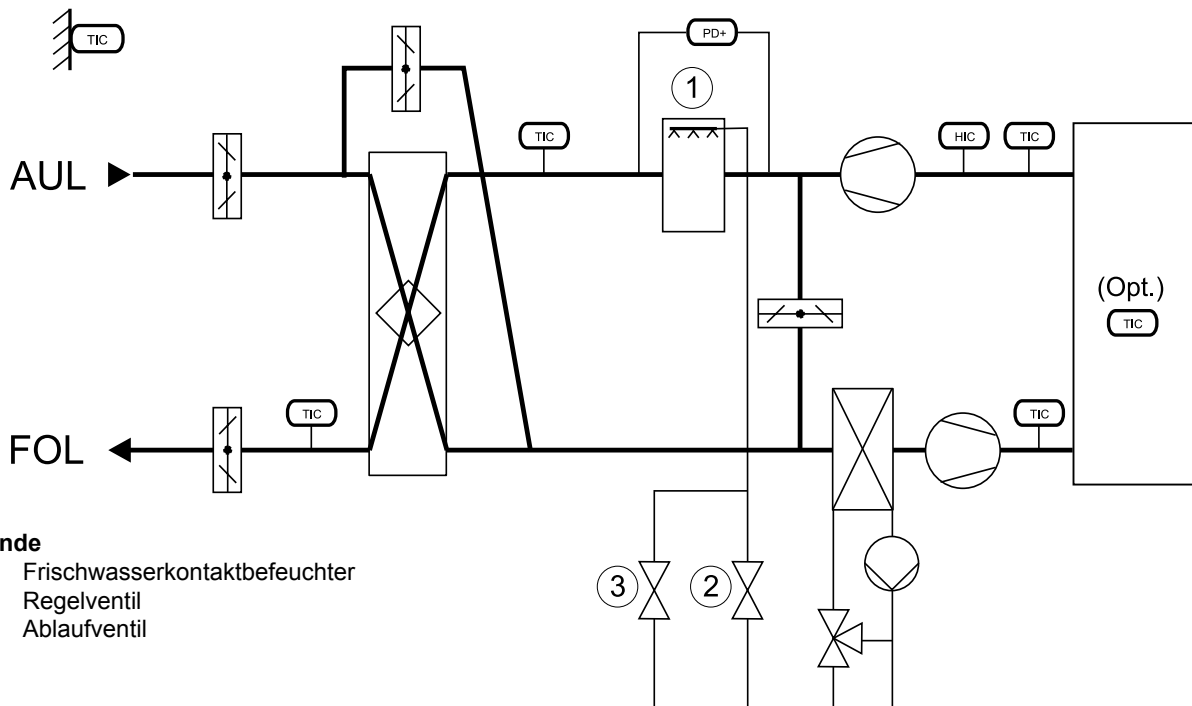 TIC
PD+
1
TIC
HIC
TIC
AUL
(Opt.)
TIC
TIC
TIC
FOL
nde
Frischwasserkontaktbefeuchter
3
2
Regelventil
Ablaufventil